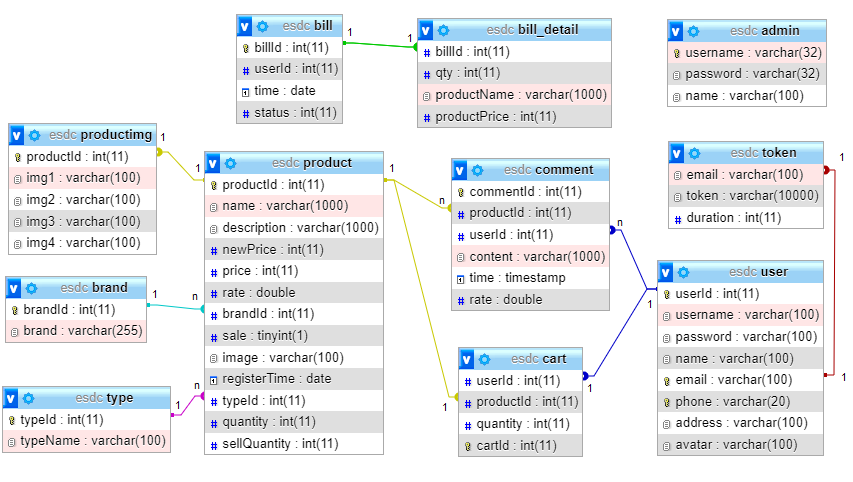 esdc bill
billId : int(11)
userId : int(11)
time : date
status : int(11)
1
1
esdc bill_detail
billId : int(11)
qty : int(11)
productName : varchar(1000)
productPrice : int(11)
esdc admin
username : varchar(32)
password : varchar(32)
name : varchar(100)
esdc productimg
productId : int(11)
img1 : varchar(100)
img2 : varchar(100)
img3 : varchar(100)
img4 : varchar(100)
1
1
esdc product
productId : int(11)
name : varchar(1000)
description : varchar(1000)
newPrice : int(11)
price : int(11)
rate : double
brandId : int(11)
sale : tinyint(1)
image : varchar(100)
registerTime : date
typeId : int(11)
quantity : int(11)
sellQuantity : int(11)
1
n
1
esdc comment
commentId : int(11)
productId : int(11)
userId : int(11)
content : varchar(1000)
time : timestamp
rate : double
n
1
esdc token
email : varchar(100)
token : varchar(10000)
duration : int(11)
1
1
esdc brand
brandId : int(11)
brand : varchar(255)
1
n
esdc type
typeId : int(11)
typeName : varchar(100)
1
n
esdc cart
userId : int(11)
productId : int(11)
quantity : int(11)
cartId : int(11)
1
esdc user
userId : int(11)
username : varchar(100)
password : varchar(100)
name : varchar(100)
email : varchar(100)
phone : varchar(20)
address : varchar(100)
avatar : varchar(100)